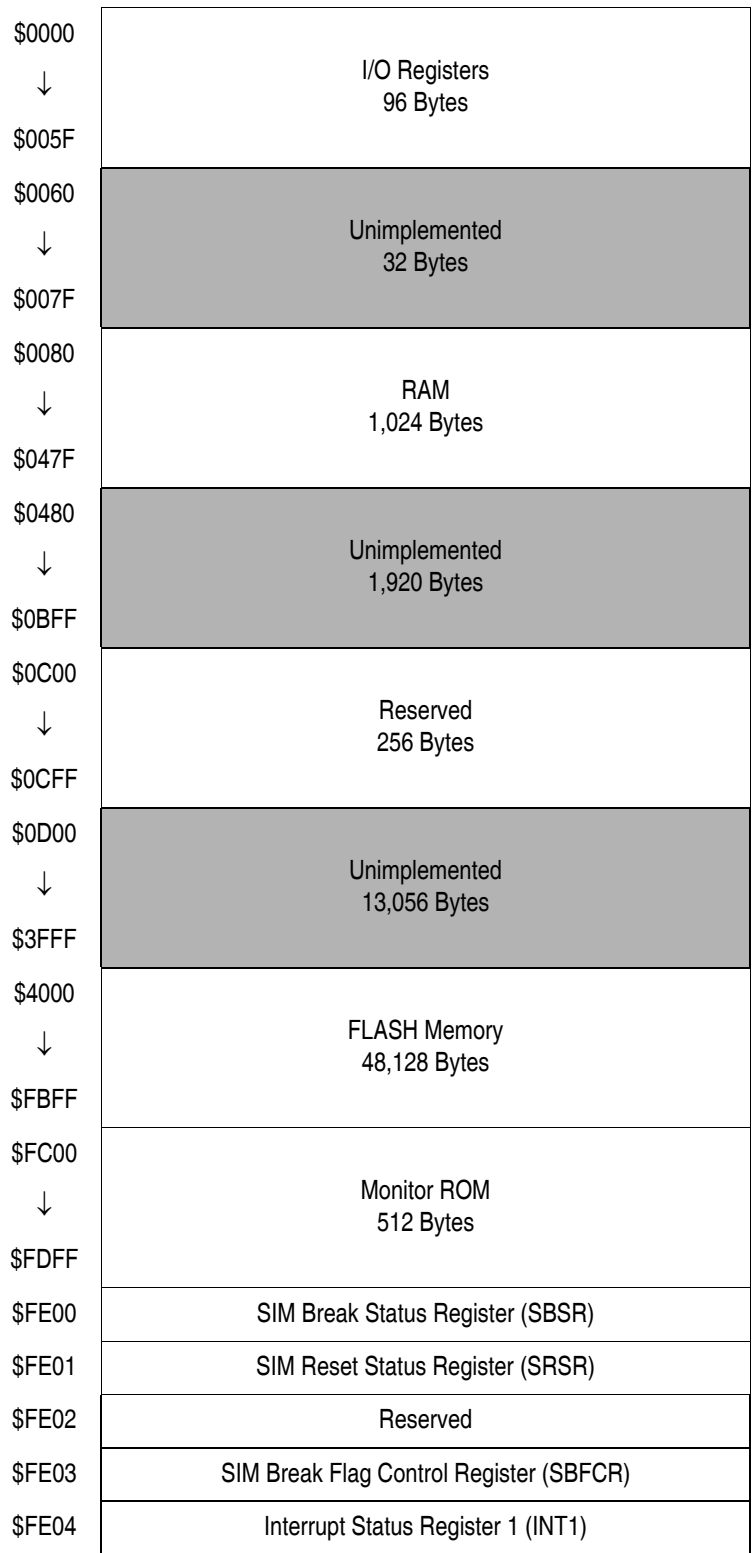 $0000
↓
$005F
I/O Registers
96 Bytes
$0060
↓
$007F
Unimplemented
32 Bytes
$0080
↓
$047F
RAM
1,024 Bytes
$0480
↓
$0BFF
Unimplemented
1,920 Bytes
$0C00
↓
$0CFF
Reserved
256 Bytes
$0D00
↓
$3FFF
Unimplemented
13,056 Bytes
$4000
↓
$FBFF
FLASH Memory
48,128 Bytes
$FC00
↓
$FDFF
Monitor ROM
512 Bytes
$FE00 SIM Break Status Register (SBSR)
$FE01 SIM Reset Status Register (SRSR)
$FE02 Reserved
$FE03 SIM Break Flag Control Register (SBFCR)
$FE04 Interrupt Status Register 1 (INT1)